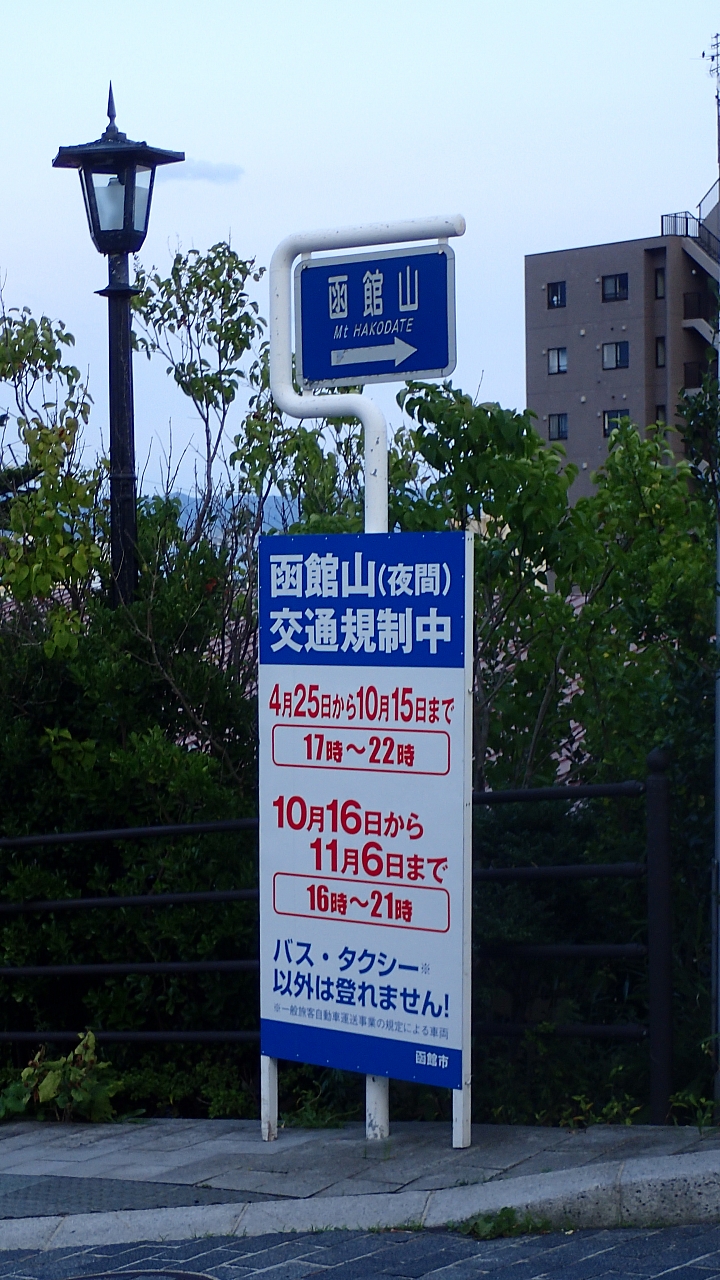 函館山
Mt HAKODATE
函館山(夜間)
交通規制中
4月25日から10月15日まで
17時～22時
10月16日から
11月6日まで
16時～21時
バス・タクシー※
以外は登れません!
※一般旅客自動車運送事業の規定による車両
函館市